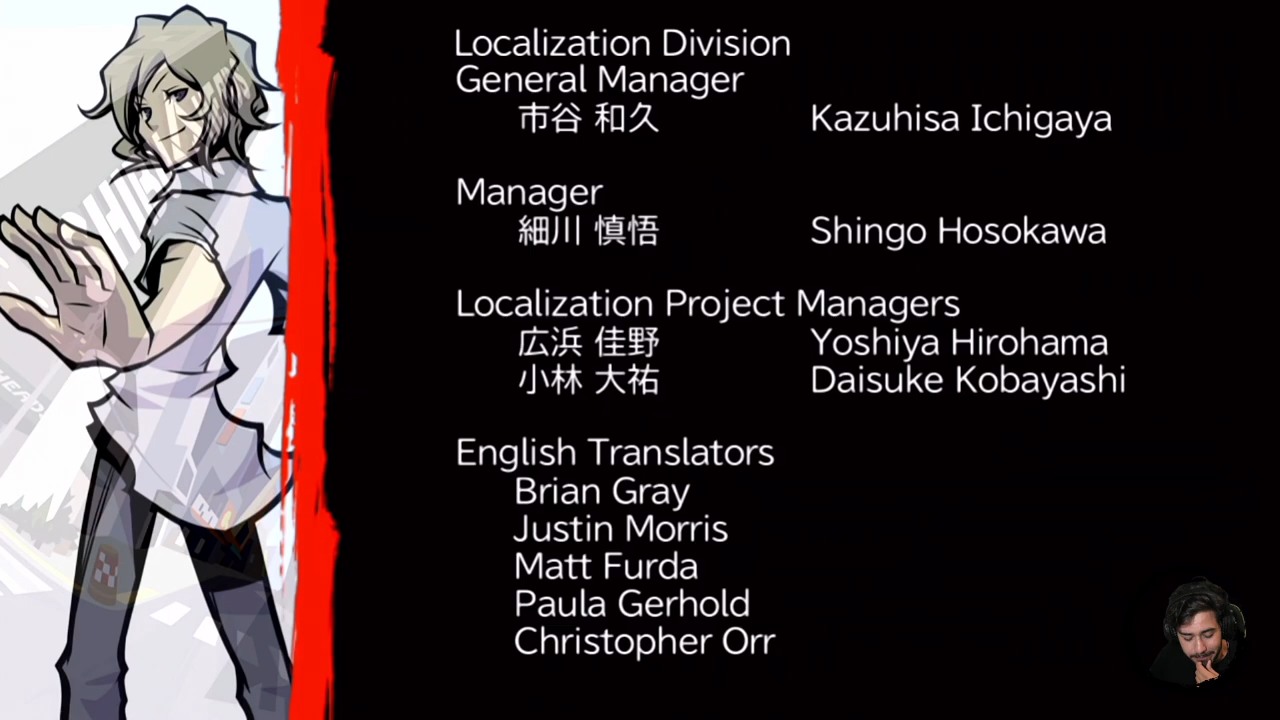 Localization Division
General Manager
市谷 和久 Kazuhisa Ichigaya
Manager
細川 慎悟 Shingo Hosokawa
Localization Project Managers
広浜 佳野 Yoshiya Hirohama
小林 大祐 Daisuke Kobayashi
English Translators
Brian Gray
Justin Morris
Matt Furda
Paula Gerhold
Christopher Orr